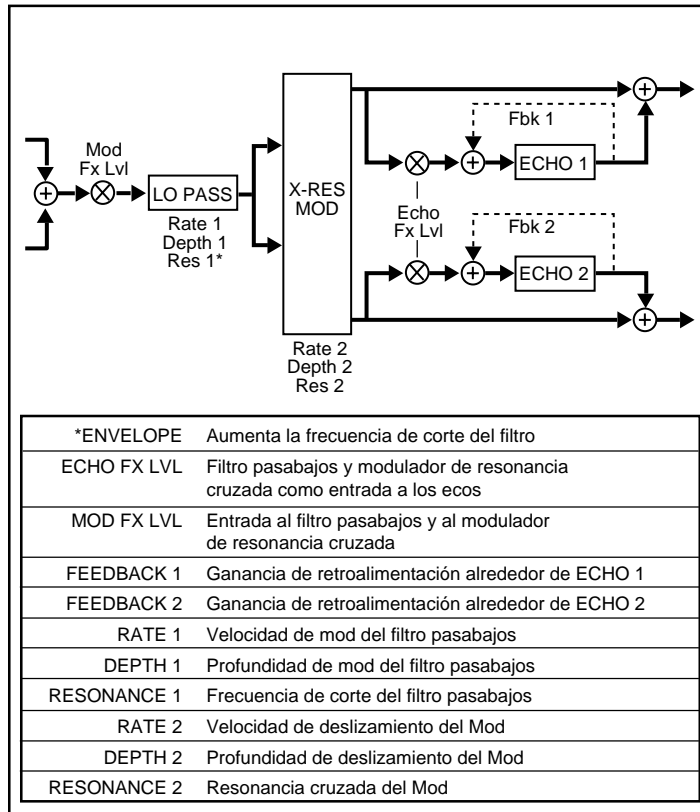 Fbk 1
Mod
Fx Lvl
ECHO 1
LO PASS
X-RES
MOD
Echo
Fx Lvl
Rate 1
Depth 1
Res 1*
Fbk 2
ECHO 2
Rate 2
Depth 2
Res 2
*ENVELOPE Aumenta la frecuencia de corte del filtro
ECHO FX LVL Filtro pasabajos y modulador de resonancia
cruzada como entrada a los ecos
MOD FX LVL Entrada al filtro pasabajos y al modulador
de resonancia cruzada
FEEDBACK 1 Ganancia de retroalimentación alrededor de ECHO 1
FEEDBACK 2 Ganancia de retroalimentación alrededor de ECHO 2
RATE 1 Velocidad de mod del filtro pasabajos
DEPTH 1 Profundidad de mod del filtro pasabajos
RESONANCE 1 Frecuencia de corte del filtro pasabajos
RATE 2 Velocidad de deslizamiento del Mod
DEPTH 2 Profundidad de deslizamiento del Mod
RESONANCE 2 Resonancia cruzada del Mod